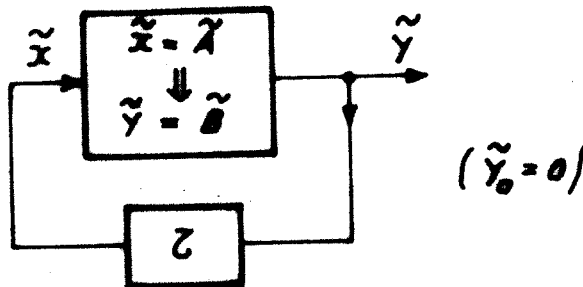 x̃
x̃ = Ã
⇓
ỹ = B̃
ỹ
(ỹ₀ = 0)